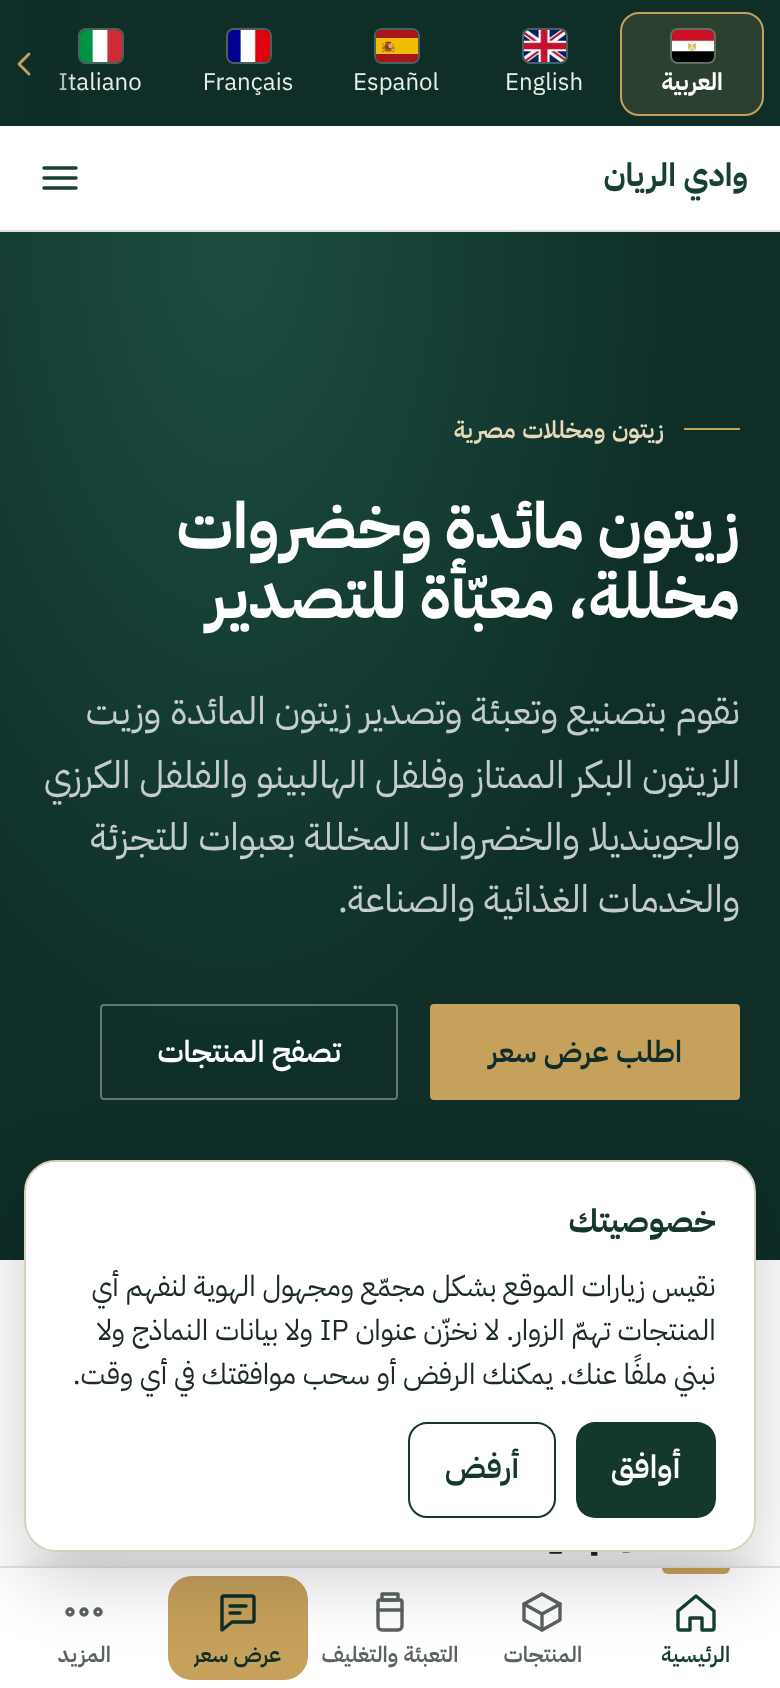 العربية
English
Español
Français
Italiano
وادي الريان
زيتون ومخللات مصرية
زيتون مائدة وخضروات
مخللة، معبّأة للتصدير
نقوم بتصنيع وتعبئة وتصدير زيتون المائدة وزيت
الزيتون البكر الممتاز وفلفل الهالبينو والفلفل الكرزي
والجوينديلا والخضروات المخللة بعبوات للتجزئة
والخدمات الغذائية والصناعة.
اطلب عرض سعر
تصفح المنتجات
خصوصيتك
نقيس زيارات الموقع بشكل مجمّع ومجهول الهوية لنفهم أي
المنتجات تهمّ الزوار. لا نخزّن عنوان IP ولا بيانات النماذج ولا
نبني ملفًا عنك. يمكنك الرفض أو سحب موافقتك في أي وقت.
أوافق
أرفض
الرئيسية
المنتجات
التعبئة والتغليف
عرض سعر
المزيد